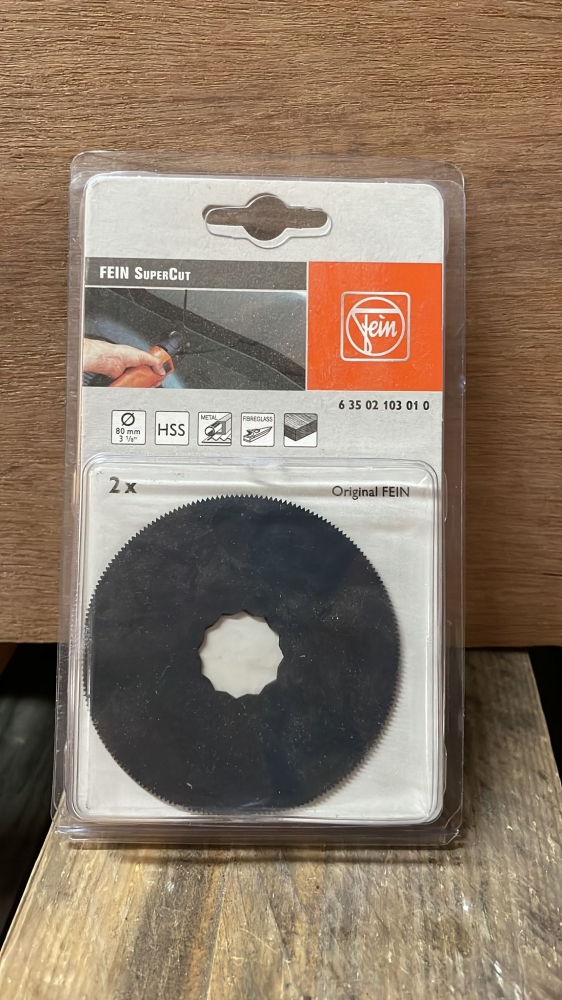 FEIN SUPERCUT
fein
6 35 02 103 01 0
80 mm
3 1/8"
HSS
METAL
FIBREGLASS
2 x
Original FEIN